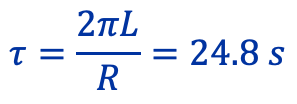 τ = 2πL / R = 24.8 s